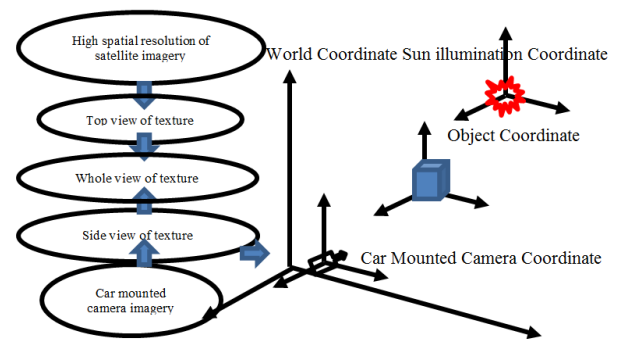 High spatial resolution of
satellite imagery
Top view of texture
Whole view of texture
Side view of texture
Car mounted
camera imagery
World Coordinate Sun illumination Coordinate
Object Coordinate
Car Mounted Camera Coordinate